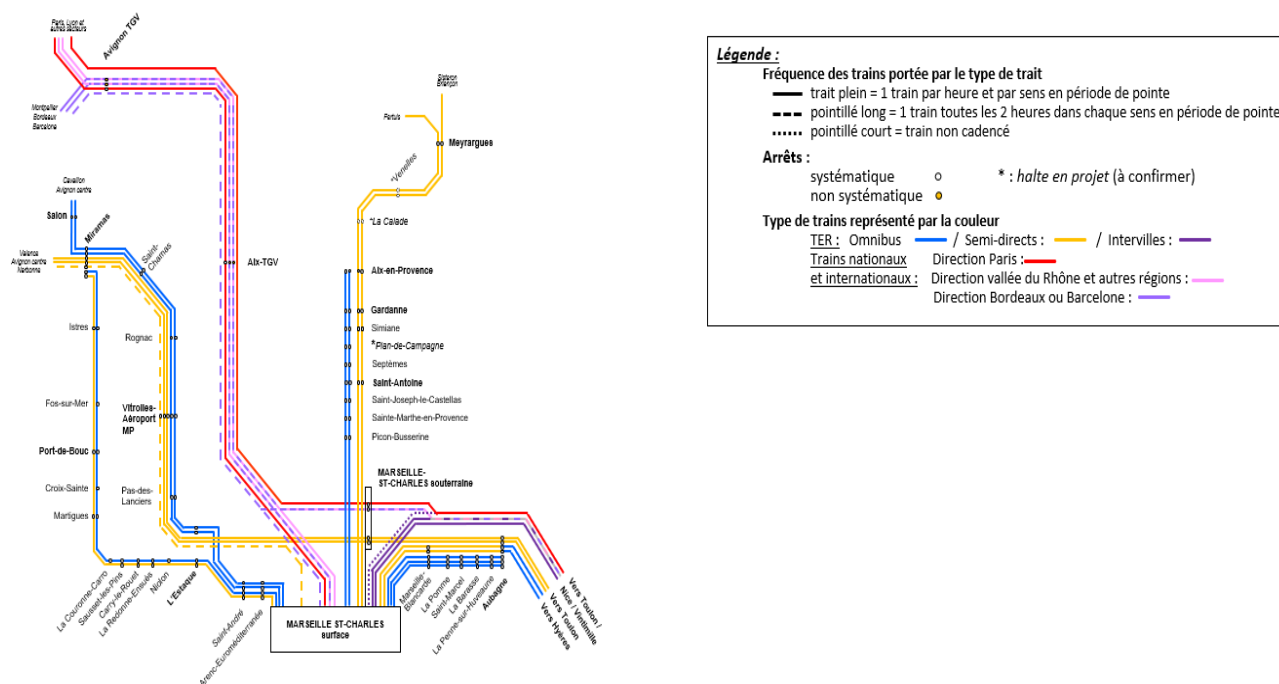 Paris, Lyon et
autres secteurs
Avignon TGV
Montpellier
Bordeaux
Barcelone
Sisteron
Briançon
Pertuis
Meyrargues
*Venelles
*La Calade
Cavaillon
Avignon centre
Salon
Miramas
Saint-
Chamas
Valence
Avignon centre
Narbonne
Aix-TGV
Aix-en-Provence
Gardanne
Simiane
*Plan-de-Campagne
Septèmes
Saint-Antoine
Saint-Joseph-le-Castellas
Sainte-Marthe-en-Provence
Picon-Busserine
Istres
Rognac
Fos-sur-Mer
Vitrolles-
Aéroport
MP
Port-de-Bouc
Croix-Sainte
Pas-des-
Lanciers
Martigues
MARSEILLE-
ST-CHARLES souterraine
La Couronne-Carro
Sausset-les-Pins
Carry-le-Rouet
La Redonne-Ensuès
Niolon
L'Estaque
Saint-André
Arenc-Euroméditerranée
MARSEILLE ST-CHARLES
surface
Marseille-
Blancarde
La Pomme
Saint-Marcel
La Barasse
La Penne-sur-Huveaune
Aubagne
Vers Toulon /
Nice / Vintimille
Vers Toulon
Vers Hyères
Légende :
Fréquence des trains portée par le type de trait
trait plein = 1 train par heure et par sens en période de pointe
pointillé long = 1 train toutes les 2 heures dans chaque sens en période de pointe
pointillé court = train non cadencé
Arrêts :
systématique * : halte en projet (à confirmer)
non systématique
Type de trains représenté par la couleur
TER : Omnibus / Semi-directs : / Intervilles :
Trains nationaux Direction Paris :
et internationaux : Direction vallée du Rhône et autres régions :
Direction Bordeaux ou Barcelone :